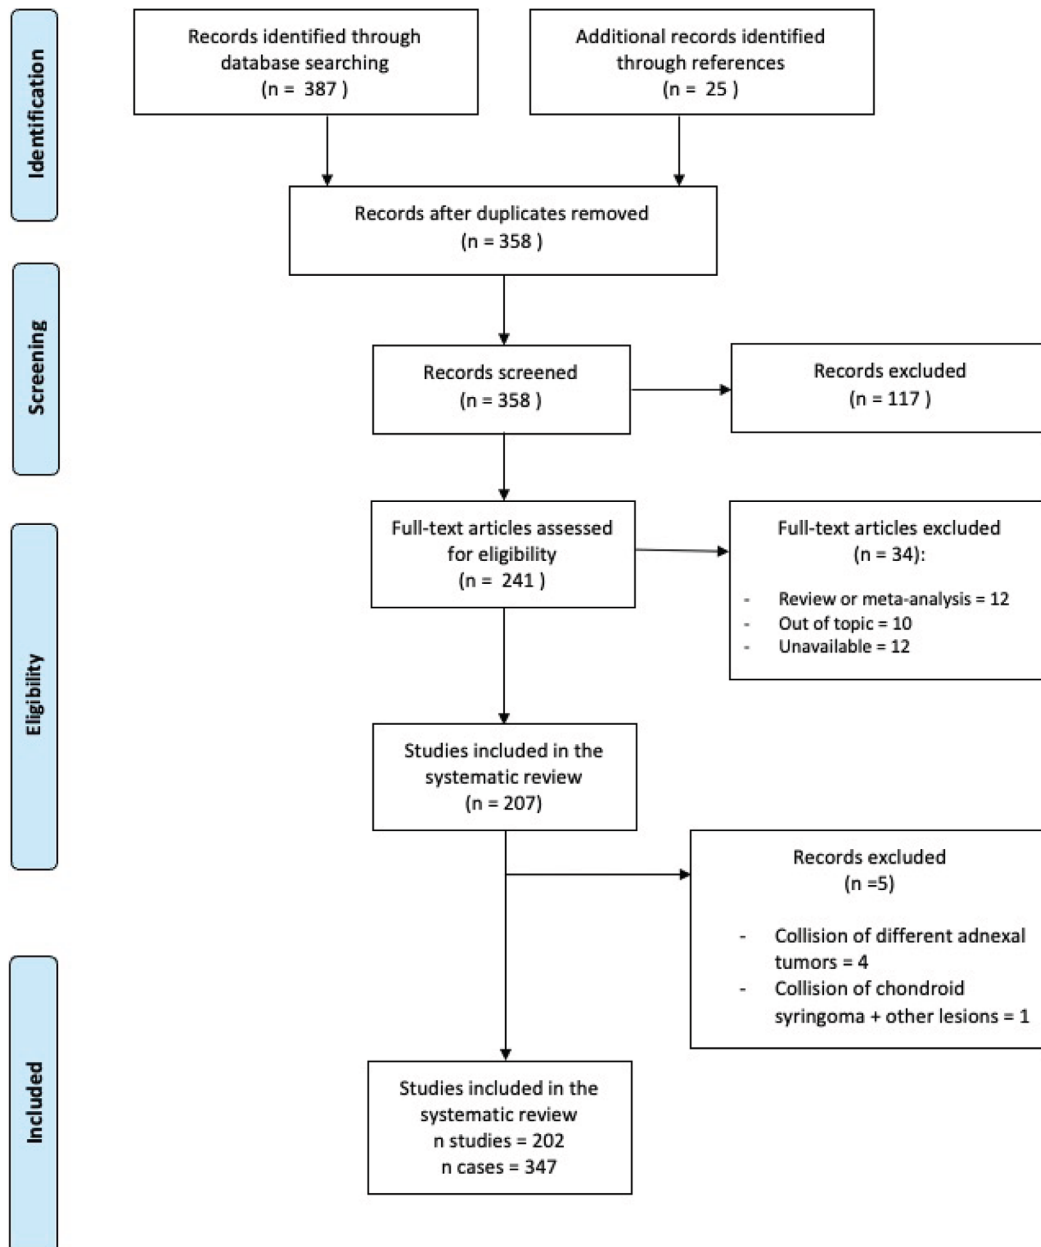 Identification
Records identified through
database searching
(n = 387 )
Additional records identified
through references
(n = 25 )
Records after duplicates removed
(n = 358 )
Screening
Records screened
(n = 358 )
Records excluded
(n = 117 )
Eligibility
Full-text articles assessed
for eligibility
(n = 241 )
Full-text articles excluded
(n = 34):
- Review or meta-analysis = 12
- Out of topic = 10
- Unavailable = 12
Studies included in the
systematic review
(n = 207)
Records excluded
(n =5)
- Collision of different adnexal
tumors = 4
- Collision of chondroid
syringoma + other lesions = 1
Included
Studies included in the
systematic review
n studies = 202
n cases = 347